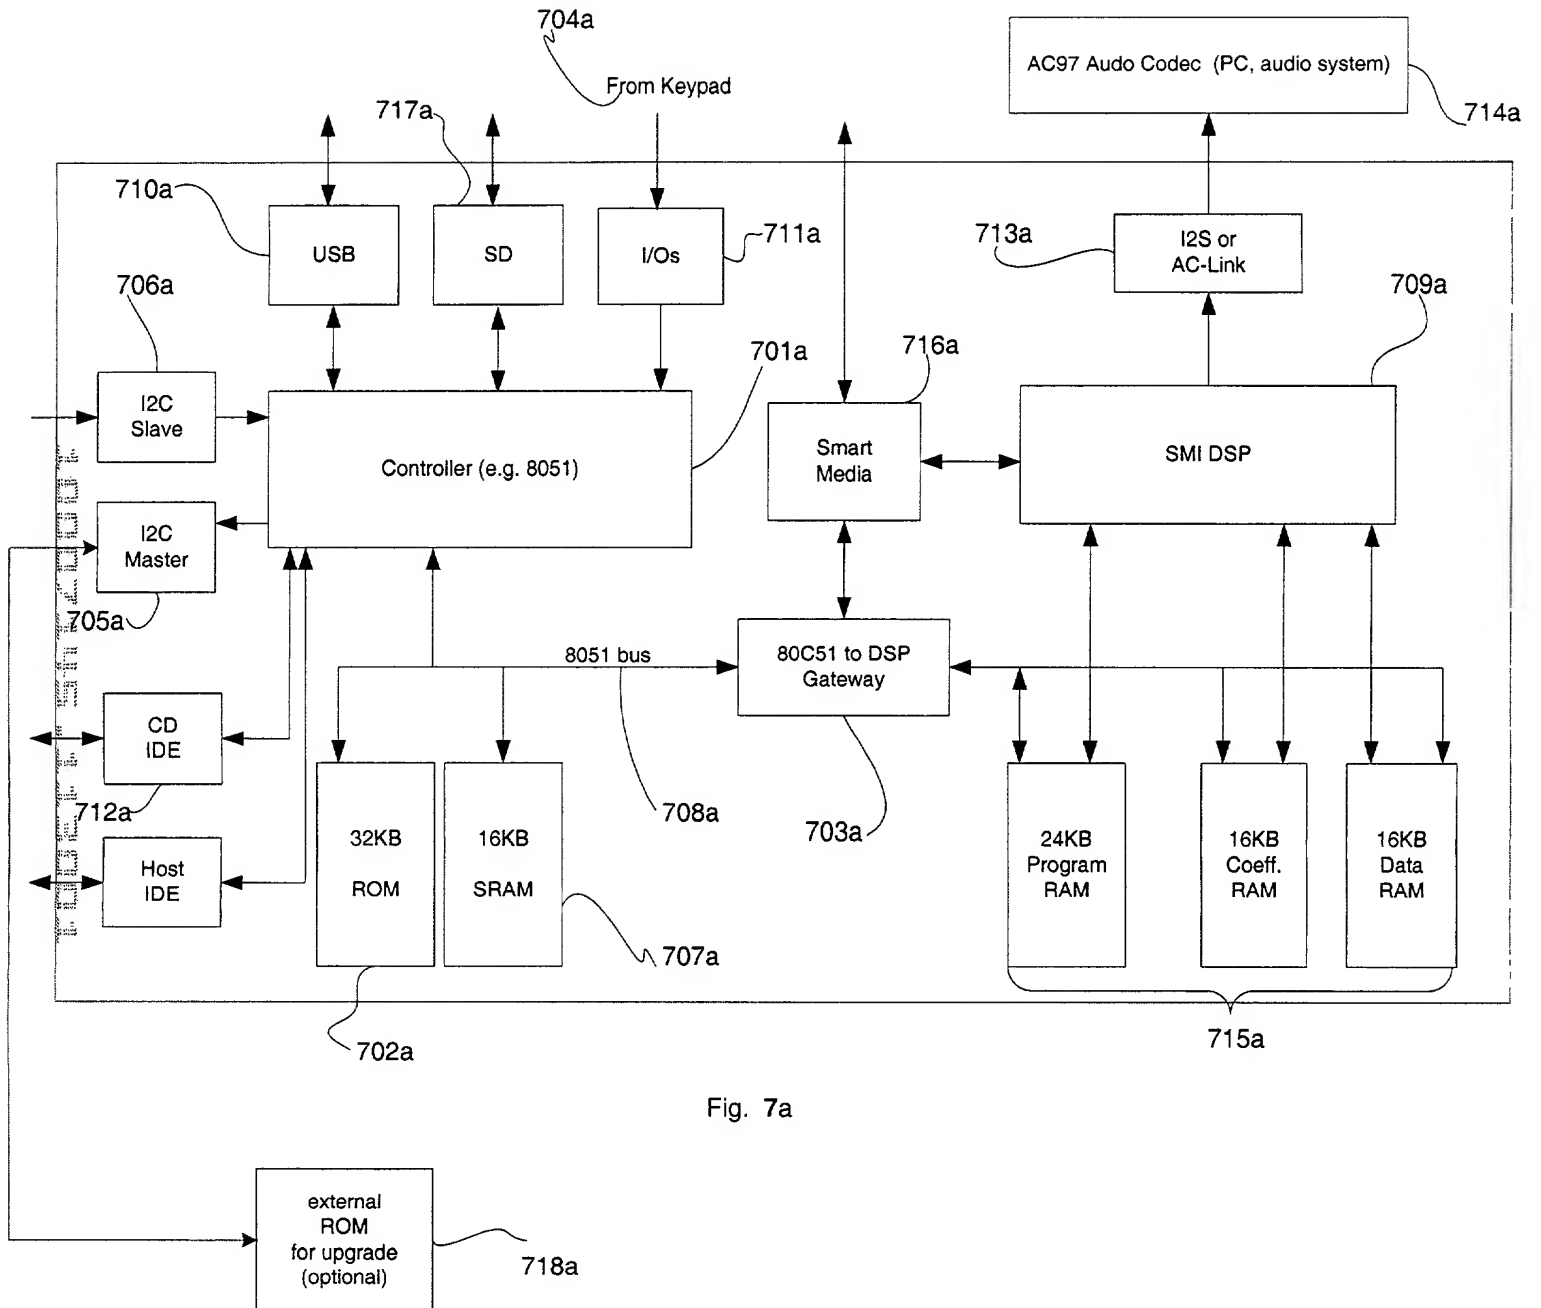 704a
From Keypad
AC97 Audo Codec (PC, audio system)
714a
717a
710a
USB
SD
I/Os
711a
713a
I2S or
AC-Link
706a
709a
I2C
Slave
701a
716a
Controller (e.g. 8051)
Smart
Media
SMI DSP
I2C
Master
705a
8051 bus
80C51 to DSP
Gateway
CD
IDE
712a
708a
703a
Host
IDE
32KB
ROM
16KB
SRAM
24KB
Program
RAM
16KB
Coeff.
RAM
16KB
Data
RAM
707a
702a
715a
Fig. 7a
external
ROM
for upgrade
(optional)
718a